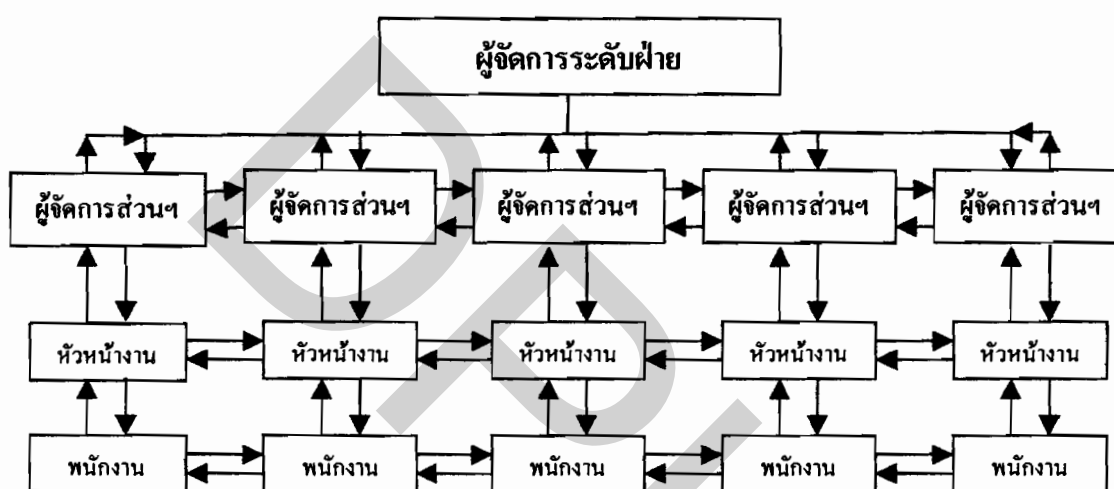 ผู้จัดการระดับฝ่าย
ผู้จัดการส่วนฯ ผู้จัดการส่วนฯ ผู้จัดการส่วนฯ ผู้จัดการส่วนฯ ผู้จัดการส่วนฯ
หัวหน้างาน หัวหน้างาน หัวหน้างาน หัวหน้างาน หัวหน้างาน
พนักงาน พนักงาน พนักงาน พนักงาน พนักงาน